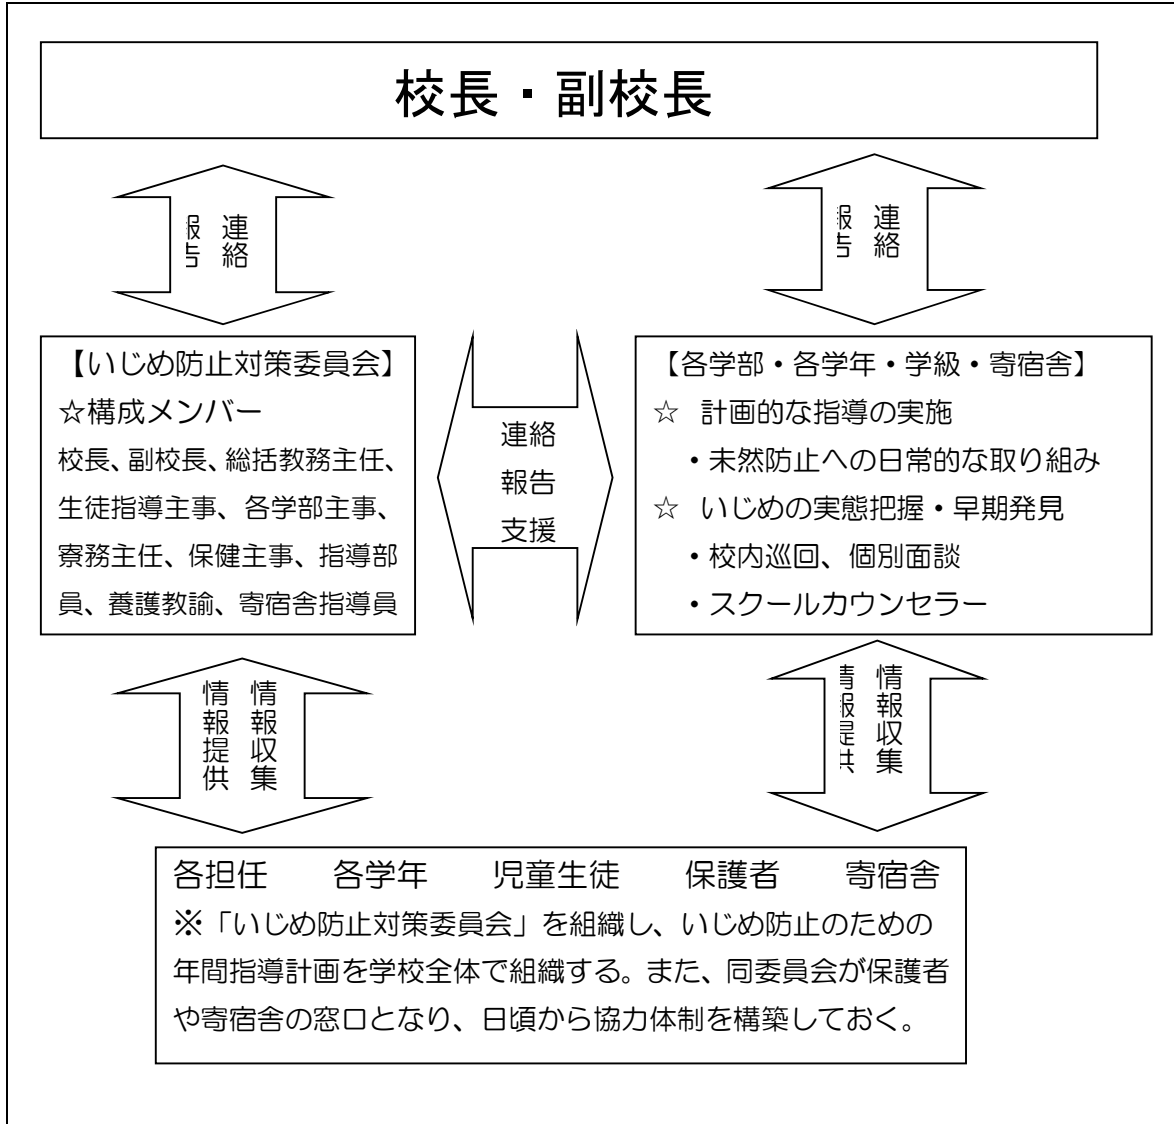 校長・副校長
連絡
報告
連絡
報告
【いじめ防止対策委員会】
☆構成メンバー
校長、副校長、総括教務主任、
生徒指導主事、各学部主事、
寮務主任、保健主事、指導部
員、養護教諭、寄宿舎指導員
連絡
報告
支援
【各学部・各学年・学級・寄宿舎】
☆ 計画的な指導の実施
・未然防止への日常的な取り組み
☆ いじめの実態把握・早期発見
・校内巡回、個別面談
・スクールカウンセラー
情報収集
情報提供
情報収集
情報提供
各担任 各学年 児童生徒 保護者 寄宿舎
※「いじめ防止対策委員会」を組織し、いじめ防止のための
年間指導計画を学校全体で組織する。また、同委員会が保護者
や寄宿舎の窓口となり、日頃から協力体制を構築しておく。